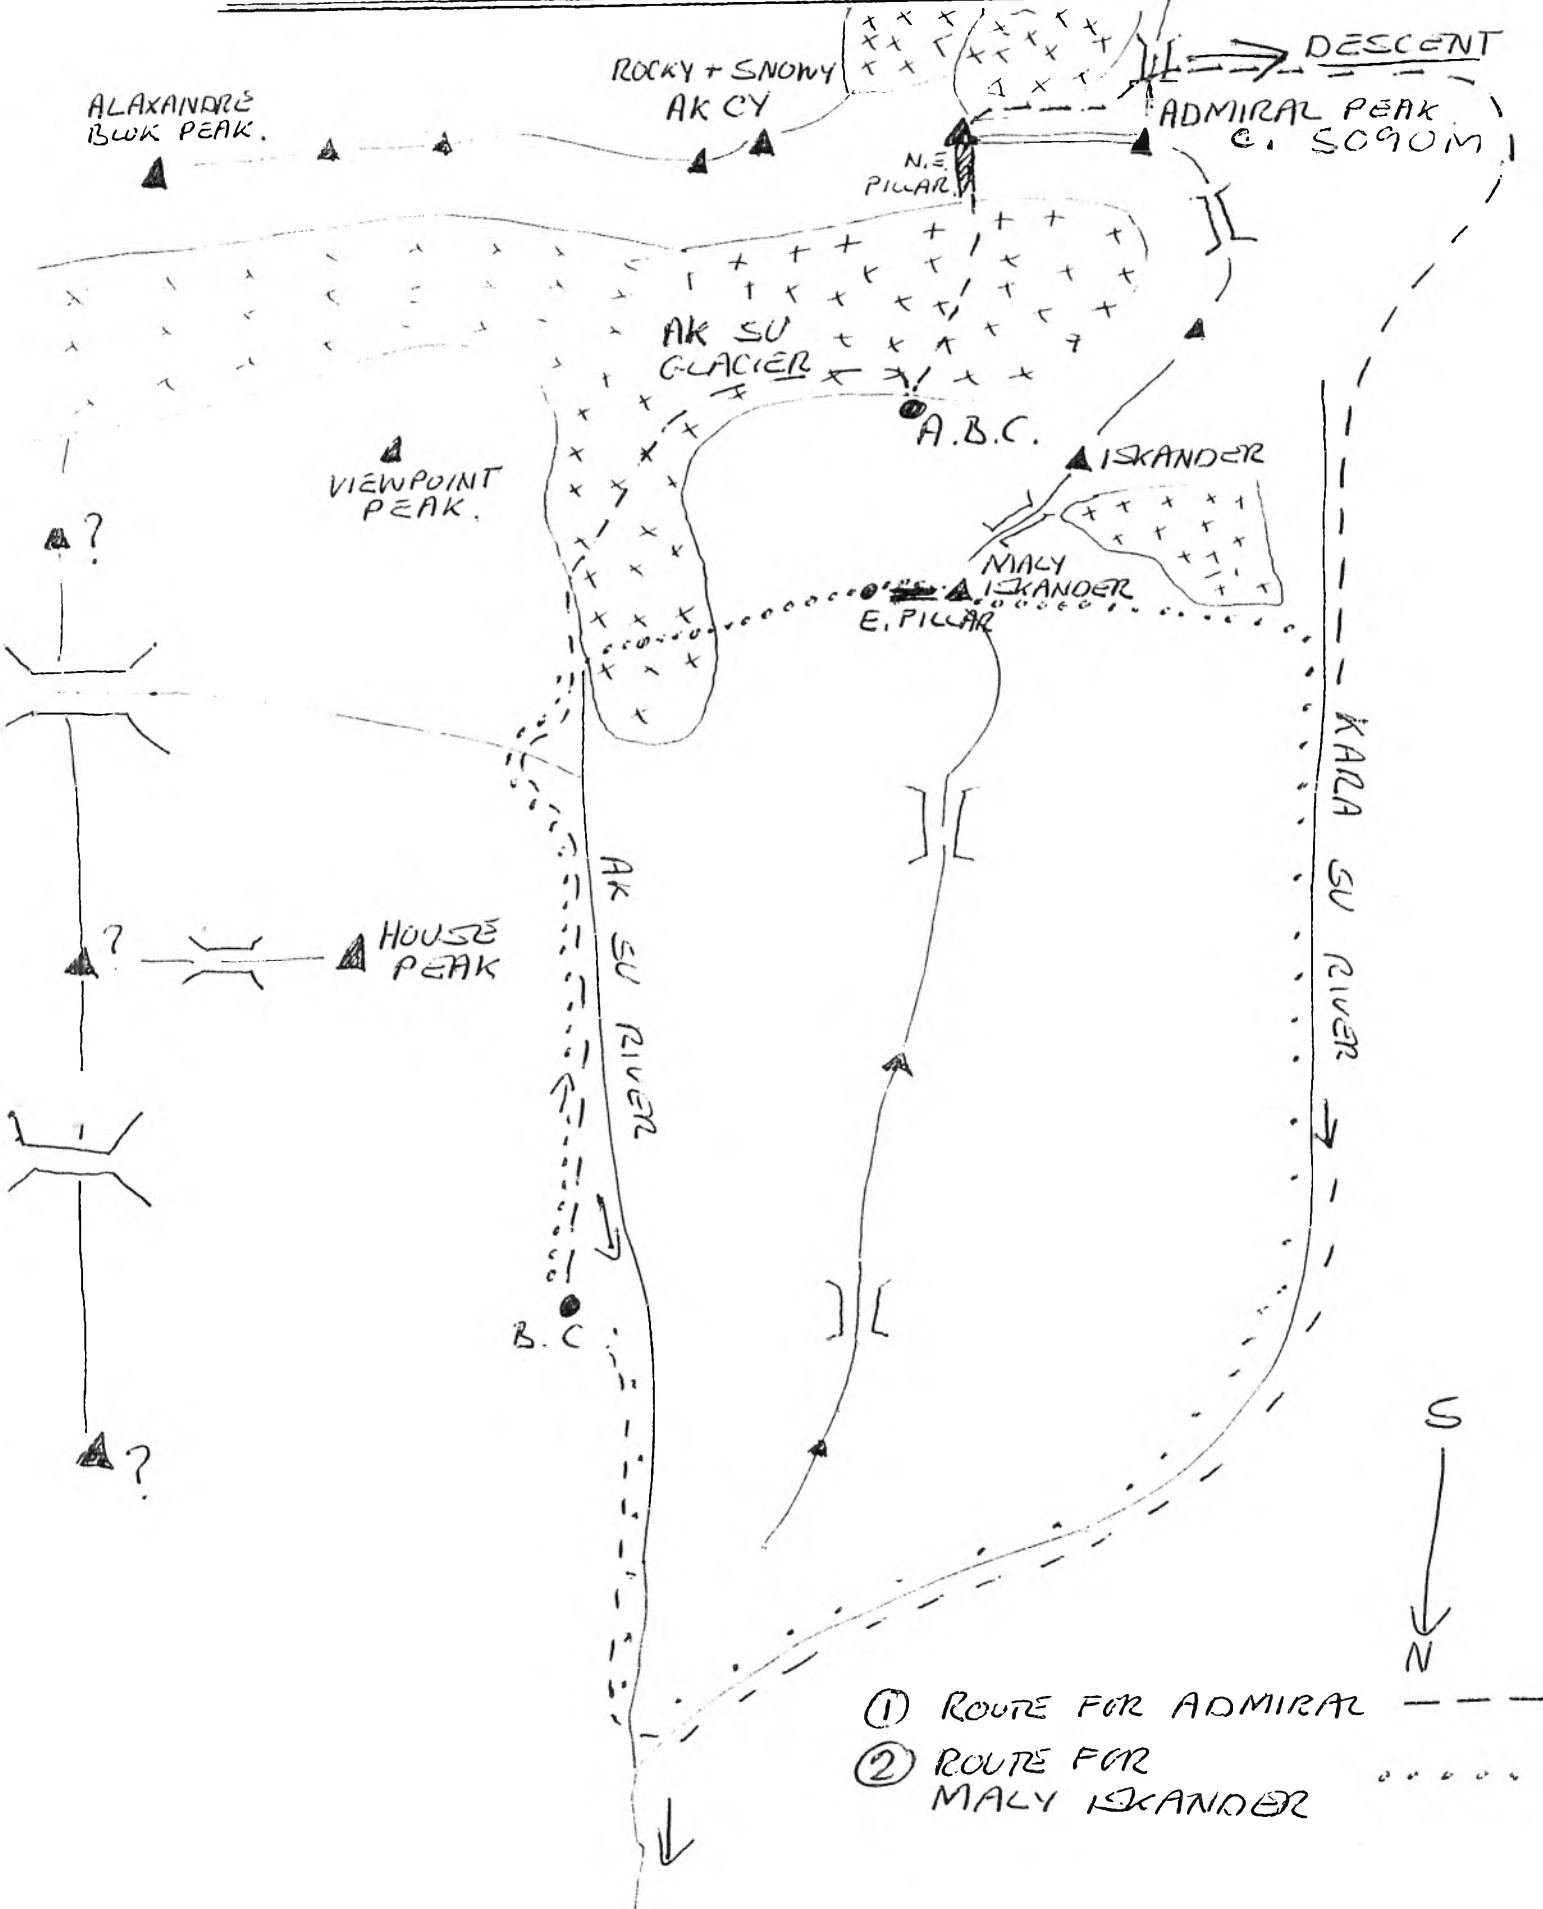 DESCENT
ROCKY + SNOWY
AK CY
ALAXANDRE
BLOK PEAK.
ADMIRAL PEAK
C. 5090M
N.E.
PILLAR.
AK SU
GLACIER
A.B.C.
ISKANDER
VIEWPOINT
PEAK.
?
MALY
ISKANDER
E. PILLAR
KARA SU RIVER
AK SU RIVER
?
HOUSE
PEAK
B.C
?
S
N
① ROUTE FOR ADMIRAL
② ROUTE FOR
MALY ISKANDER